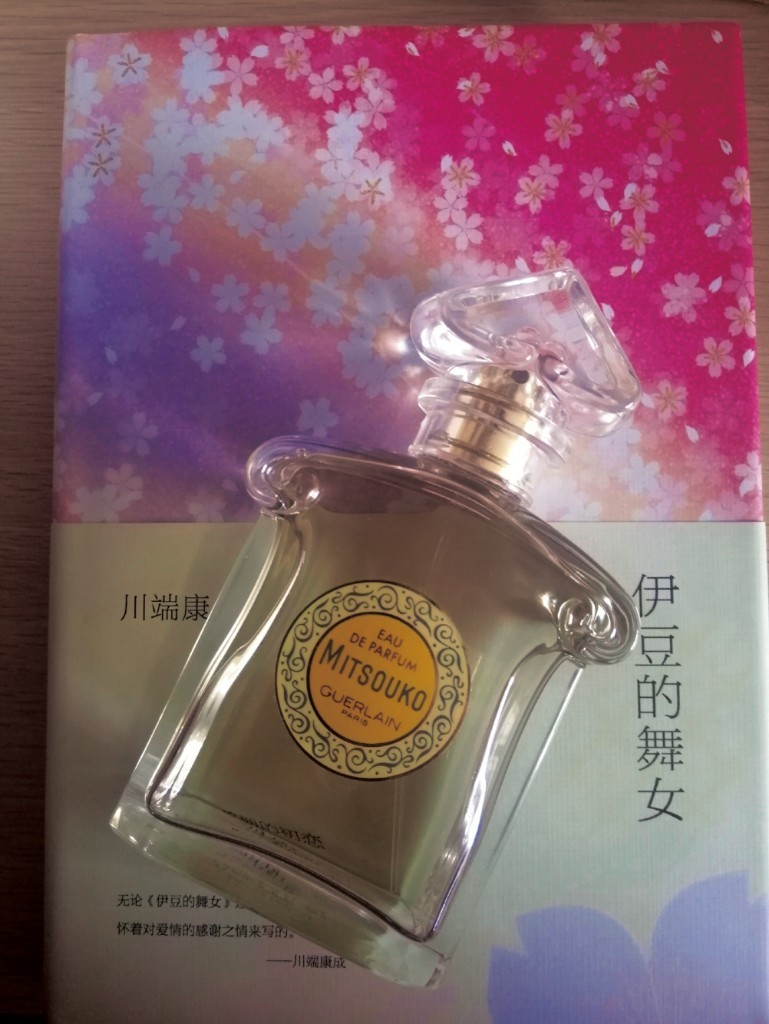 川端康
伊豆的舞女
EAU
DE PARFUM
MITSOUKO
GUERLAIN
PARIS
无论《伊豆的舞女》
怀着对爱情的感谢之情来写的。
——川端康成